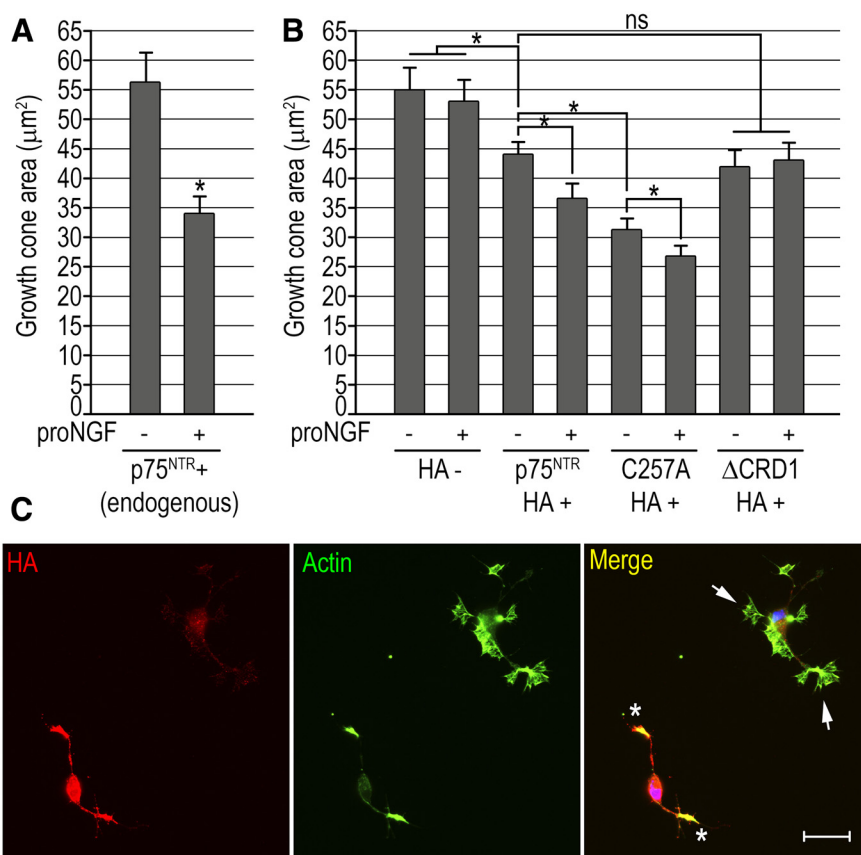 A
Growth cone area (μm²)
65
60
55
50
45
40
35
30
25
20
15
10
5
0
*
proNGF - +
p75ᴺᵀᴿ+
(endogenous)
B
Growth cone area (μm²)
65
60
55
50
45
40
35
30
25
20
15
10
5
0
ns
*
*
*
*
proNGF - + - + - + - +
HA - p75ᴺᵀᴿ C257A ΔCRD1
HA + HA + HA +
C
HA Actin Merge
*
*